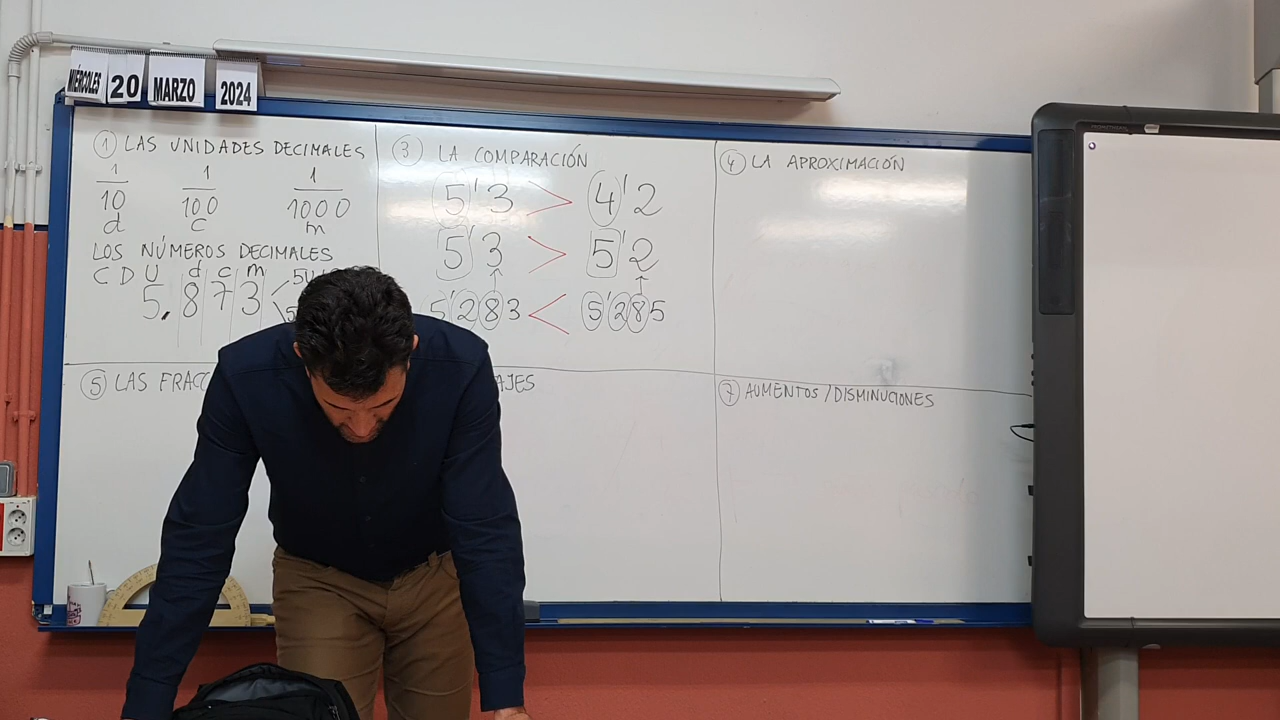 MIÉRCOLES 20 MARZO 2024
1 LAS UNIDADES DECIMALES
1/10 1/100 1/1000
d c m
LOS NÚMEROS DECIMALES
C D U d c m
5,873
3 LA COMPARACIÓN
5'3 > 4'2
5'3 > 5'2
5'283 < 5'285
4 LA APROXIMACIÓN
5 LAS
7 AUMENTOS/DISMINUCIONES